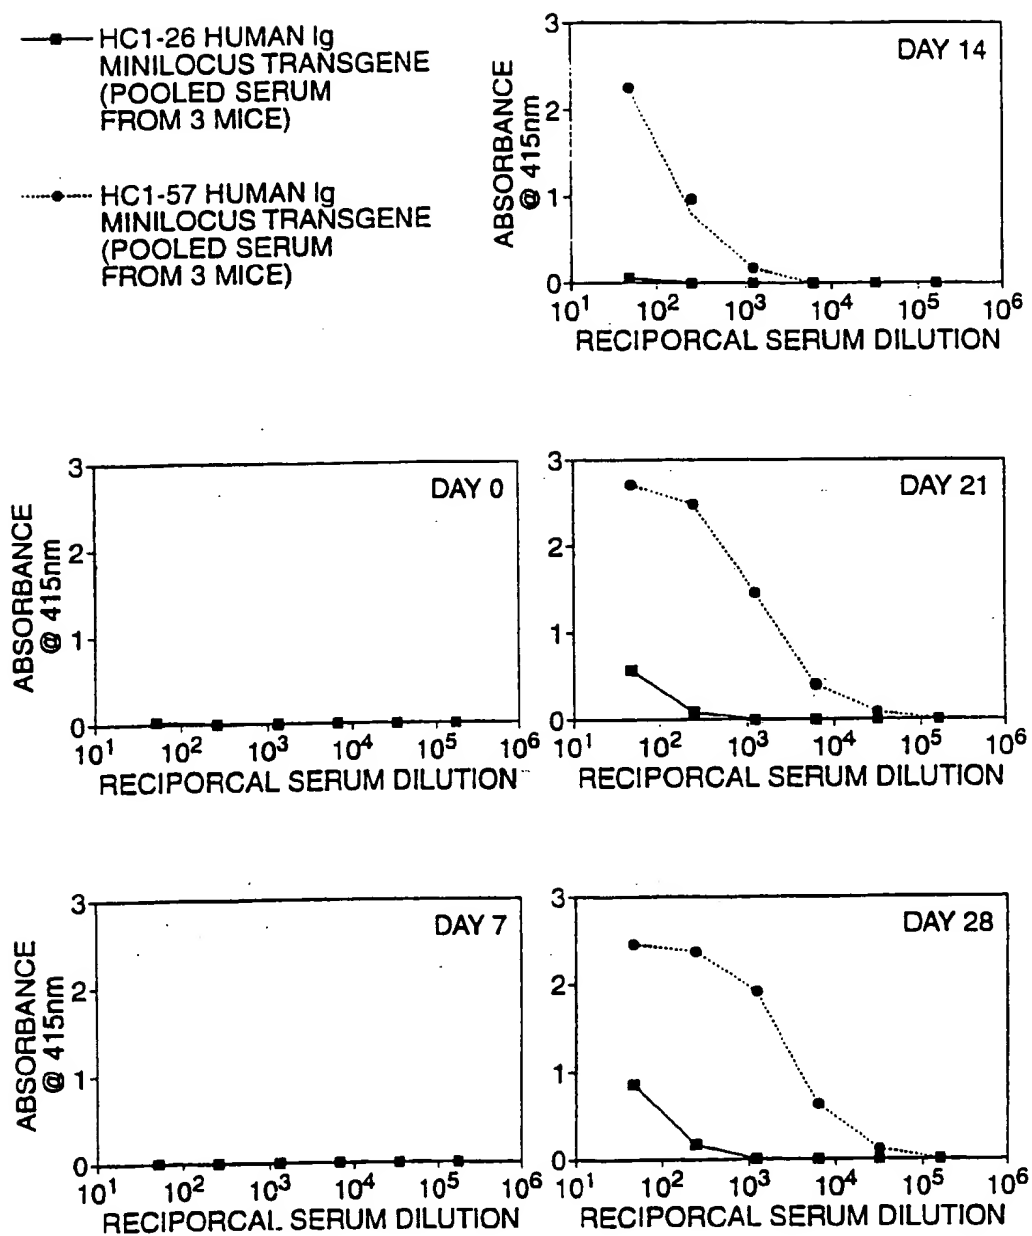 HC1-26 HUMAN Ig
MINILOCUS TRANSGENE
(POOLED SERUM
FROM 3 MICE)
HC1-57 HUMAN Ig
MINILOCUS TRANSGENE
(POOLED SERUM
FROM 3 MICE)
DAY 14
ABSORBANCE
@ 415nm
3
2
1
0
10¹ 10² 10³ 10⁴ 10⁵ 10⁶
RECIPORCAL SERUM DILUTION
DAY 0
ABSORBANCE
@ 415nm
3
2
1
0
10¹ 10² 10³ 10⁴ 10⁵ 10⁶
RECIPORCAL SERUM DILUTION
DAY 21
3
2
1
0
10¹ 10² 10³ 10⁴ 10⁵ 10⁶
RECIPORCAL SERUM DILUTION
DAY 7
ABSORBANCE
@ 415nm
3
2
1
0
10¹ 10² 10³ 10⁴ 10⁵ 10⁶
RECIPORCAL SERUM DILUTION
DAY 28
3
2
1
0
10¹ 10² 10³ 10⁴ 10⁵ 10⁶
RECIPORCAL SERUM DILUTION